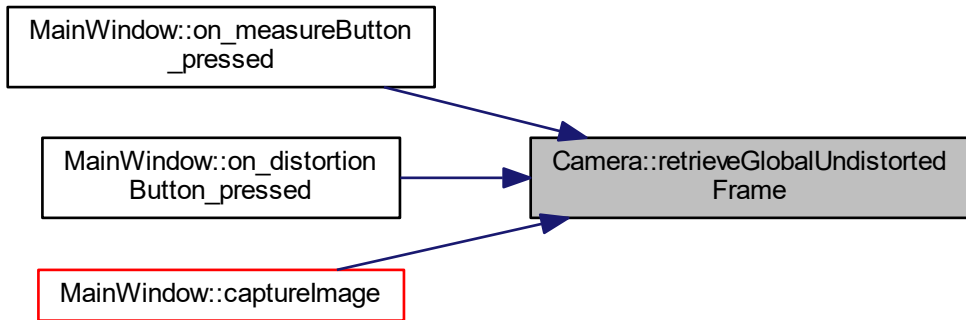 MainWindow::on_measureButton
_pressed
MainWindow::on_distortion
Button_pressed
MainWindow::captureImage
Camera::retrieveGlobalUndistorted
Frame